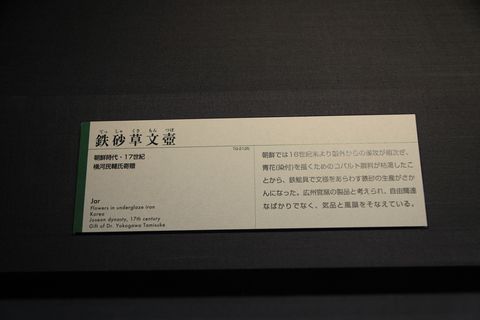 てっ しゃ くさ もん つぼ
鉄砂草文壺
朝鮮時代・17世紀
横河民輔氏寄贈
Jar
Flowers in underglaze iron
Korea
Joseon dynasty, 17th century
Gift of Dr. Yokogawa Tamisuke
朝鮮では16世紀末より国外からの侵攻が相次ぎ、
青花(染付)を描くためのコバルト顔料が枯渇したこ
とから、鉄絵具で文様をあらわす鉄砂の生産がさか
んになった。広州官窯の製品と考えられ、自由闊達
なばかりでなく、気品と風韻をそなえている。